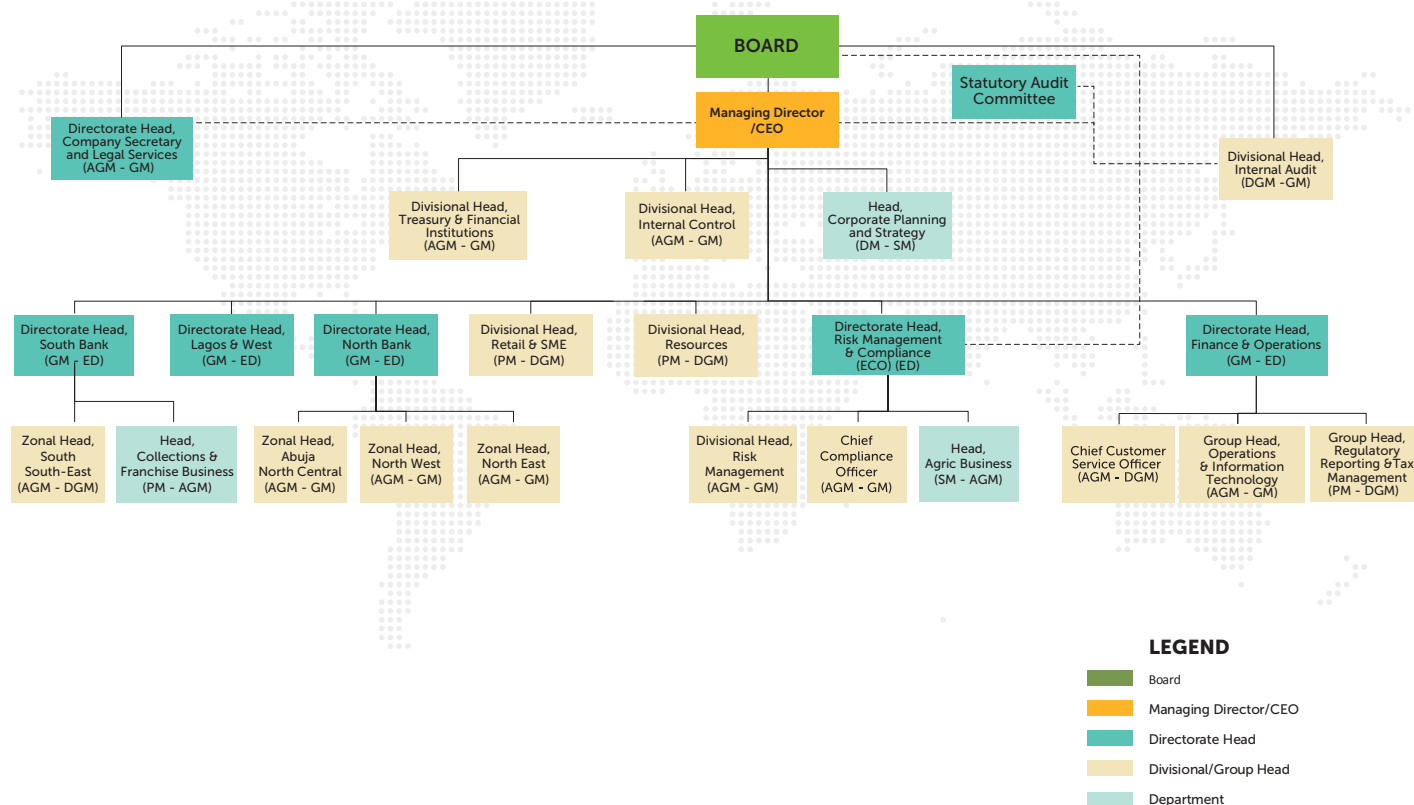 BOARD
Statutory Audit
Committee
Managing Director
/CEO
Directorate Head,
Company Secretary
and Legal Services
(AGM - GM)
Divisional Head,
Internal Audit
(DGM -GM)
Divisional Head,
Treasury & Financial
Institutions
(AGM - GM)
Divisional Head,
Internal Control
(AGM - GM)
Head,
Corporate Planning
and Strategy
(DM - SM)
Directorate Head,
South Bank
(GM - ED)
Directorate Head,
Lagos & West
(GM - ED)
Directorate Head,
North Bank
(GM - ED)
Divisional Head,
Retail & SME
(PM - DGM)
Divisional Head,
Resources
(PM - DGM)
Directorate Head,
Risk Management
& Compliance
(ECO) (ED)
Directorate Head,
Finance & Operations
(GM - ED)
Zonal Head,
South
South-East
(AGM - DGM)
Head,
Collections &
Franchise Business
(PM - AGM)
Zonal Head,
Abuja
North Central
(AGM - GM)
Zonal Head,
North West
(AGM - GM)
Zonal Head,
North East
(AGM - GM)
Divisional Head,
Risk
Management
(AGM - GM)
Chief
Compliance
Officer
(AGM - GM)
Head,
Agric Business
(SM - AGM)
Chief Customer
Service Officer
(AGM - DGM)
Group Head,
Operations
& Information
Technology
(AGM - GM)
Group Head,
Regulatory
Reporting & Tax
Management
(PM - DGM)
LEGEND
Board
Managing Director/CEO
Directorate Head
Divisional/Group Head
Department